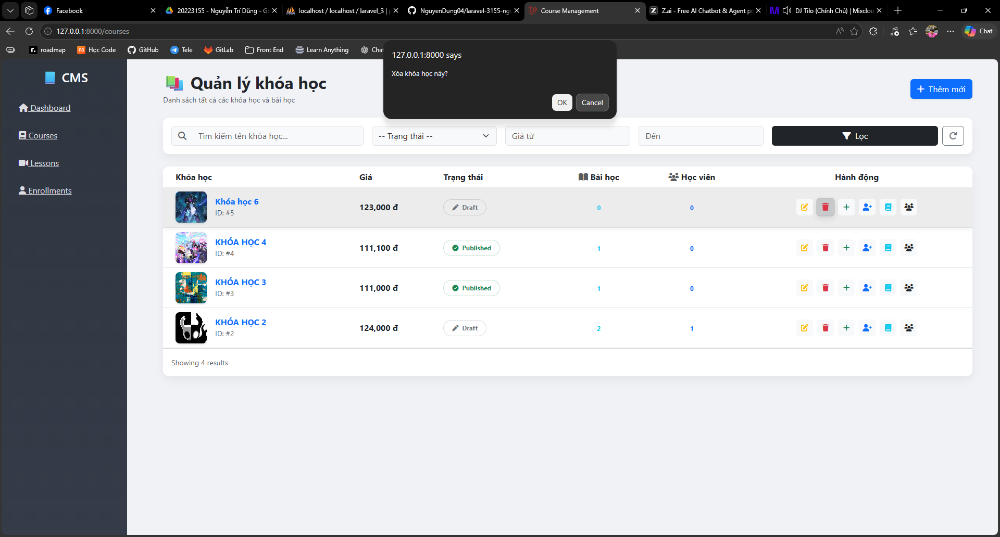 Facebook
20223155 - Nguyễn Trí Dũng - Go
localhost / localhost / laravel_3 | p
NguyenDung04/laravel-3155-ngu
Course Management
Z.ai - Free AI Chatbot & Agent po
DJ Tilo (Chính Chủ) | Mixclou
127.0.0.1:8000/courses
Chat
roadmap
F8 Học Code
GitHub
Tele
GitLab
Front End
Learn Anything
Chat
127.0.0.1:8000 says
Xóa khóa học này?
OK
Cancel
CMS
Dashboard
Courses
Lessons
Enrollments
Quản lý khóa học
Danh sách tất cả các khóa học và bài học
Thêm mới
Tìm kiếm tên khóa học...
-- Trạng thái --
Giá từ
Đến
Lọc
Khóa học Giá Trạng thái Bài học Học viên Hành động
Khóa học 6
ID: #5
123,000 đ
Draft
0
0
KHÓA HỌC 4
ID: #4
111,100 đ
Published
1
0
KHÓA HỌC 3
ID: #3
111,000 đ
Published
1
0
KHÓA HỌC 2
ID: #2
124,000 đ
Draft
2
1
Showing 4 results